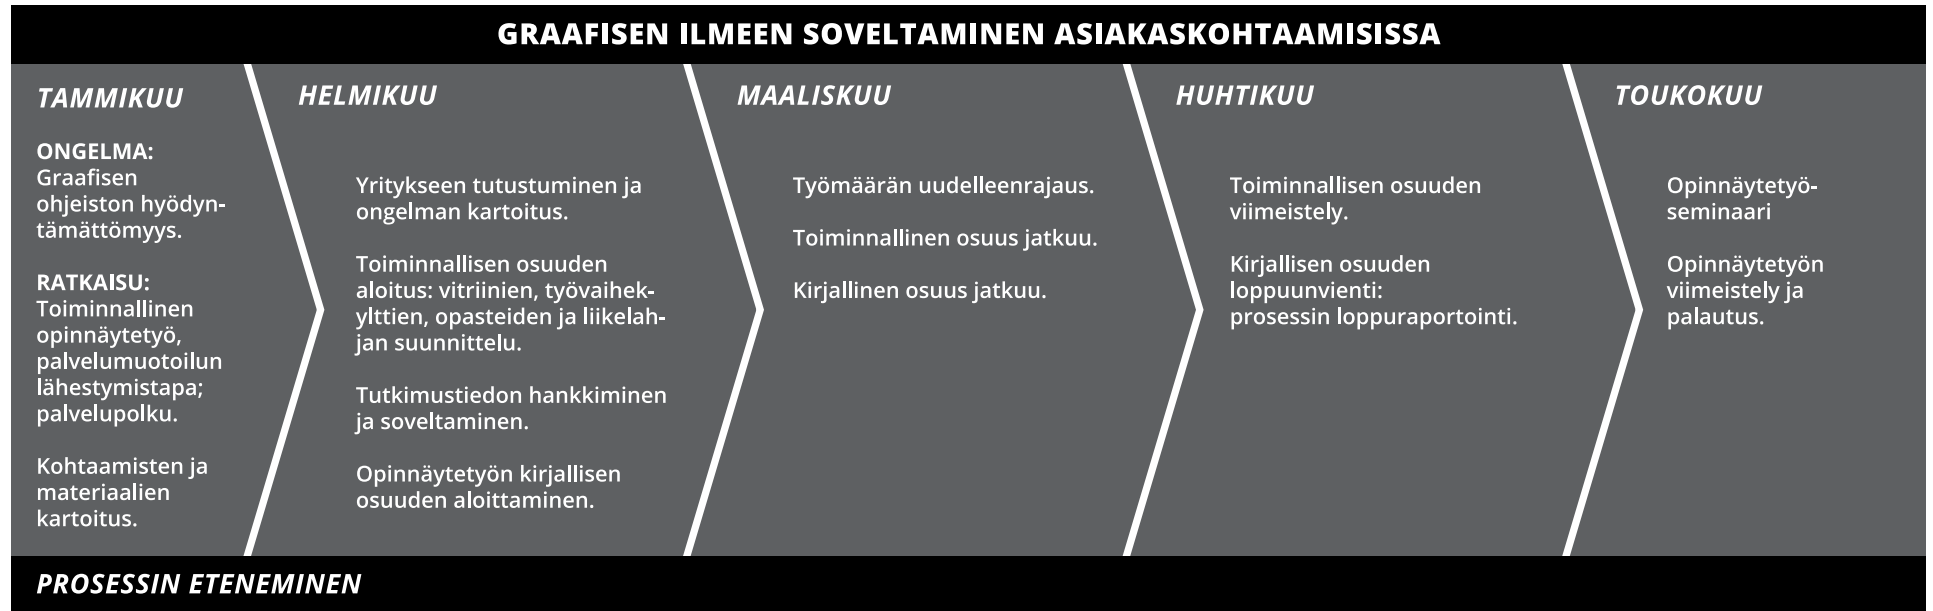 GRAAFISEN ILMEEN SOVELTAMINEN ASIAKASKOHTAAMISISSA
TAMMIKUU
ONGELMA:
Graafisen
ohjeiston hyödyn-
tämättömyys.
RATKAISU:
Toiminnallinen
opinnäytetyö,
palvelumuotoilun
lähestymistapa;
palvelupolku.
Kohtaamisten ja
materiaalien
kartoitus.
HELMIKUU
Yritykseen tutustuminen ja
ongelman kartoitus.
Toiminnallisen osuuden
aloitus: vitriinien, työvaihek-
ylttien, opasteiden ja liikelah-
jan suunnittelu.
Tutkimustiedon hankkiminen
ja soveltaminen.
Opinnäytetyön kirjallisen
osuuden aloittaminen.
MAALISKUU
Työmäärän uudelleenrajaus.
Toiminnallinen osuus jatkuu.
Kirjallinen osuus jatkuu.
HUHTIKUU
Toiminnallisen osuuden
viimeistely.
Kirjallisen osuuden
loppuunvienti:
prosessin loppuraportointi.
TOUKOKUU
Opinnäytetyö-
seminaari
Opinnäytetyön
viimeistely ja
palautus.
PROSESSIN ETENEMINEN